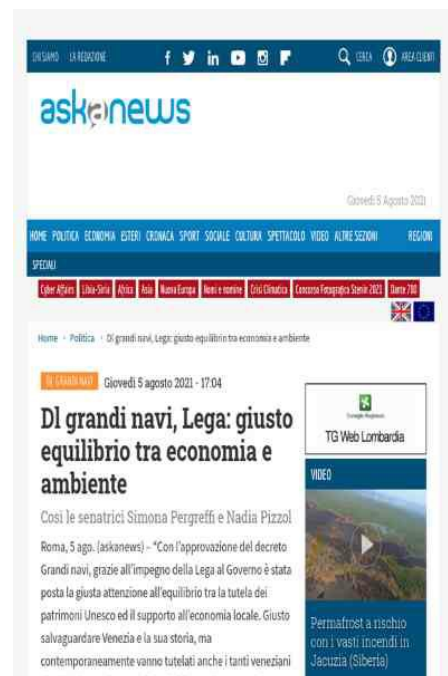 CHI SIAMO LA REDAZIONE CERCA AREA CLIENTI
askanews
Giovedì 5 Agosto 2021
HOME POLITICA ECONOMIA ESTERI CRONACA SPORT SOCIALE CULTURA SPETTACOLO VIDEO ALTRE SEZIONI REGIONI
SPECIALI
Cyber Affairs Libia-Siria Africa Asia Nuova Europa Nomi e nomine Crisi Climatica Concorso Fotografico Stenin 2021 Dante 700
Home Politica Dl grandi navi, Lega: giusto equilibrio tra economia e ambiente
DL GRANDI NAVI Giovedì 5 agosto 2021 - 17:04
Dl grandi navi, Lega: giusto
equilibrio tra economia e
ambiente
Così le senatrici Simona Pergreffi e Nadia Pizzol
Roma, 5 ago. (askanews) – “Con l’approvazione del decreto
Grandi navi, grazie all’impegno della Lega al Governo è stata
posta la giusta attenzione all’equilibrio tra la tutela dei
patrimoni Unesco ed il supporto all’economia locale. Giusto
salvaguardare Venezia e la sua storia, ma
contemporaneamente vanno tutelati anche i tanti veneziani
Consiglio Regionale
TG Web Lombardia
VIDEO
Permafrost a rischio
con i vasti incendi in
Jacuzia (Siberia)